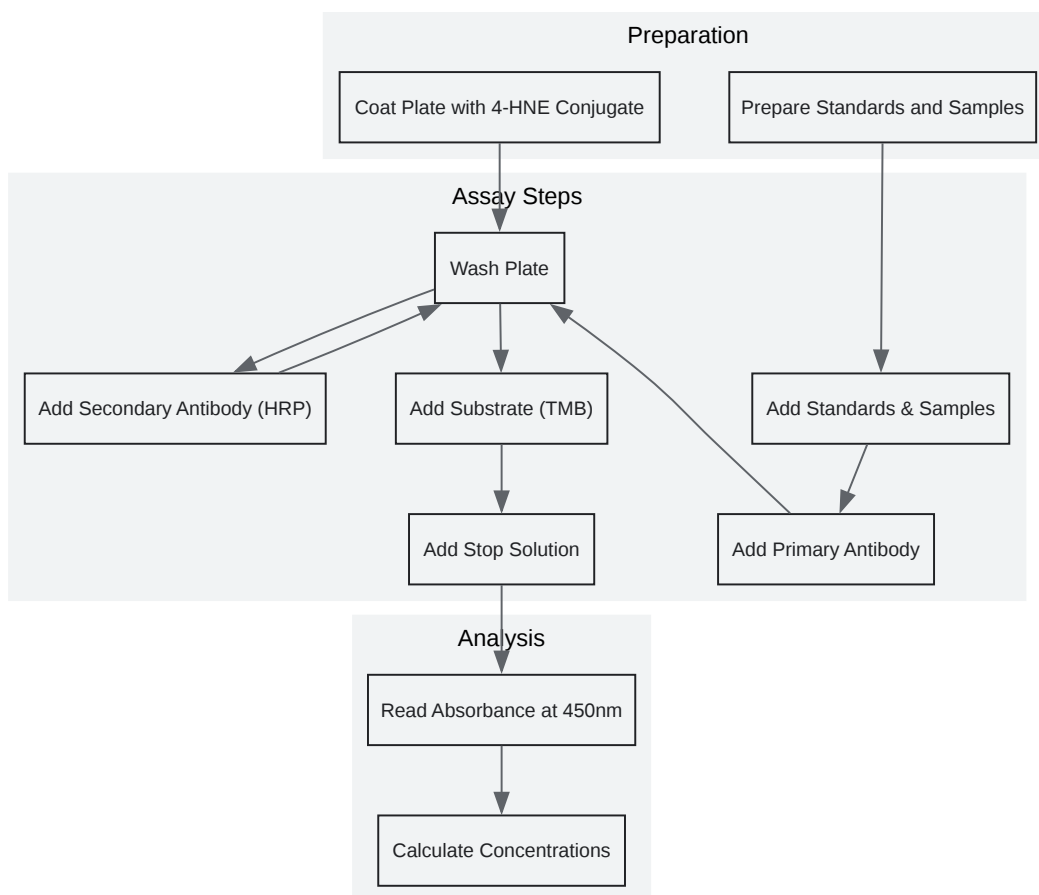 Preparation
Coat Plate with 4-HNE Conjugate
Prepare Standards and Samples
Assay Steps
Wash Plate
Add Secondary Antibody (HRP)
Add Substrate (TMB)
Add Standards & Samples
Add Stop Solution
Add Primary Antibody
Analysis
Read Absorbance at 450nm
Calculate Concentrations